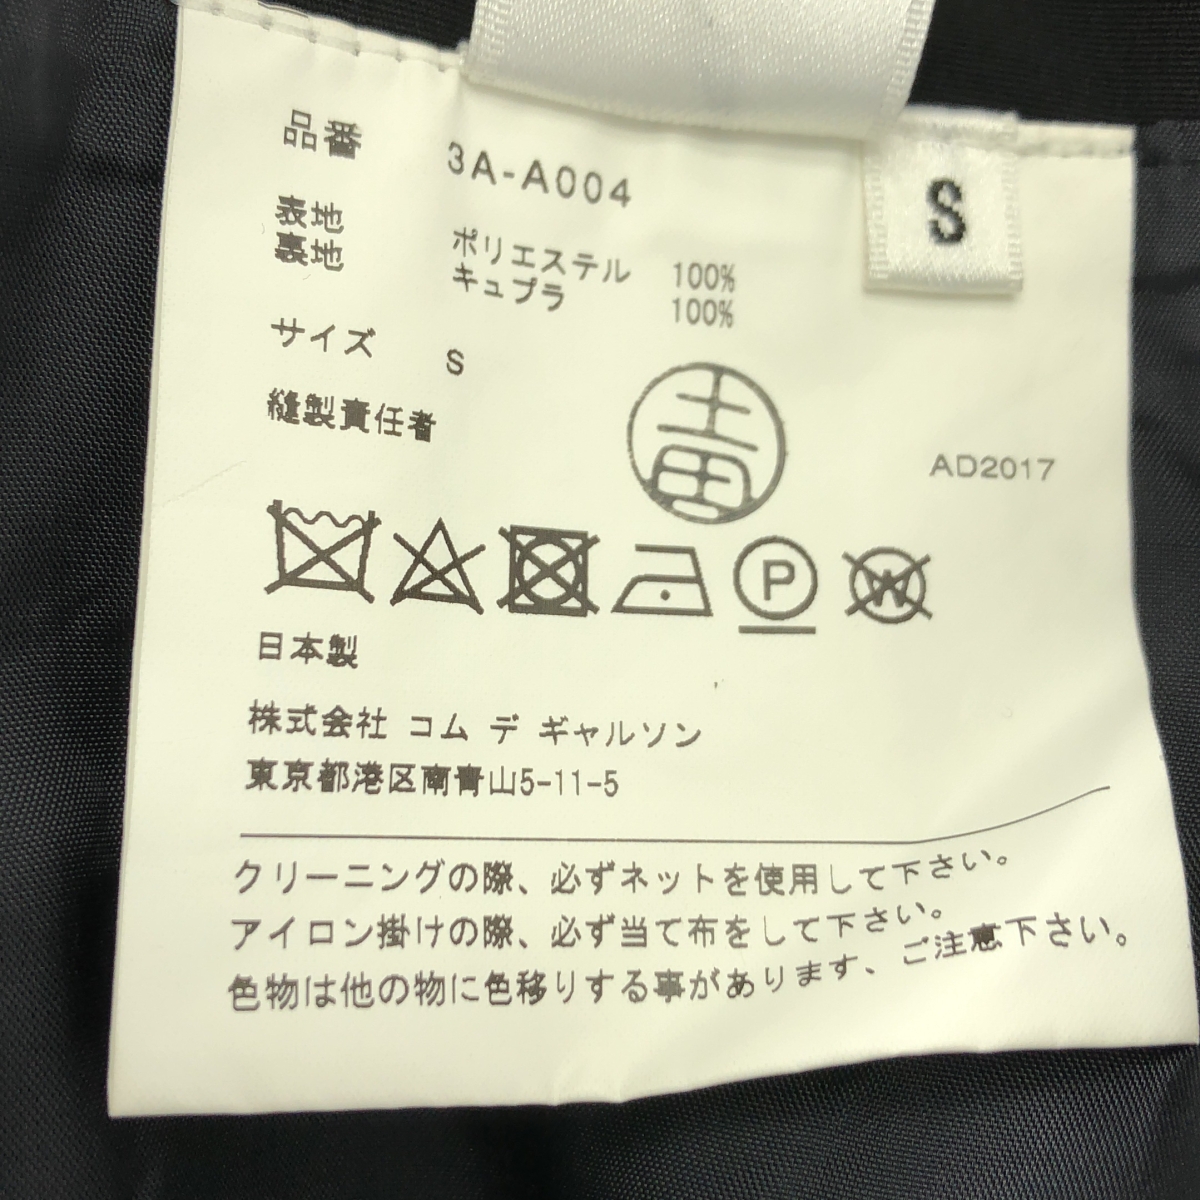 S
品番 3A-A004
表地 ポリエステル 100%
裏地 キュプラ 100%
サイズ S
縫製責任者
AD2017
P W
日本製
株式会社 コム デ ギャルソン
東京都港区南青山5-11-5
クリーニングの際、必ずネットを使用して下さい。
アイロン掛けの際、必ず当て布をして下さい。
色物は他の物に色移りする事があります、ご注意下さい。